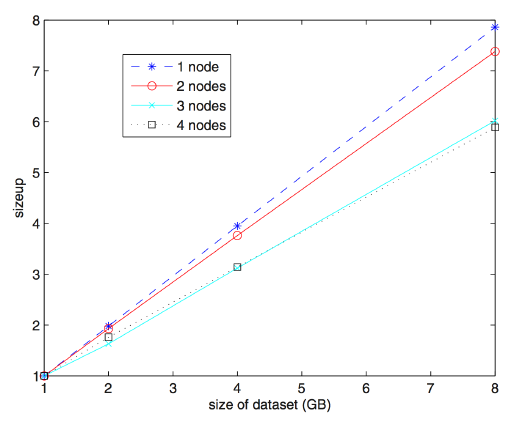 8
7
6
5
4
3
2
1
sizeup
1 node
2 nodes
3 nodes
4 nodes
1 2 3 4 5 6 7 8
size of dataset (GB)